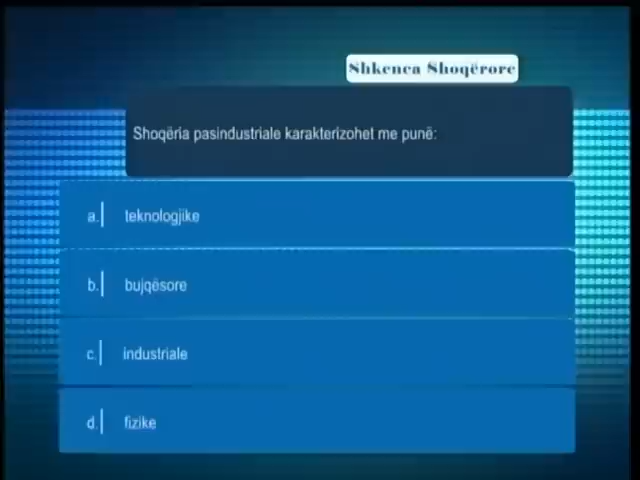 Shkenca Shoqërore
Shoqëria pasindustriale karakterizohet me punë:
a. teknologjike
b. bujqësore
c. industriale
d. fizike